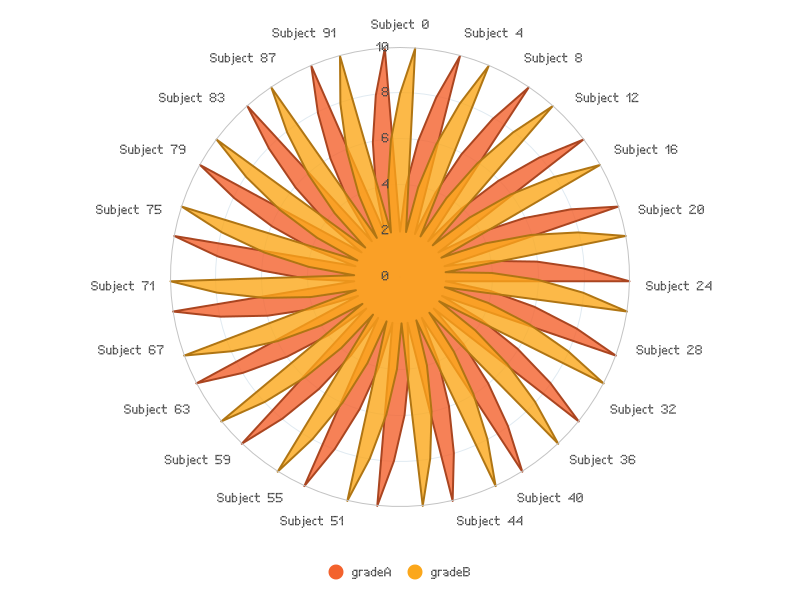 Subject 0
Subject 91
Subject 4
10
Subject 87
Subject 8
8
Subject 83
Subject 12
6
Subject 79
Subject 16
4
Subject 75
Subject 20
2
0
Subject 71
Subject 24
Subject 67
Subject 28
Subject 63
Subject 32
Subject 59
Subject 36
Subject 55
Subject 40
Subject 51
Subject 44
gradeA
gradeB